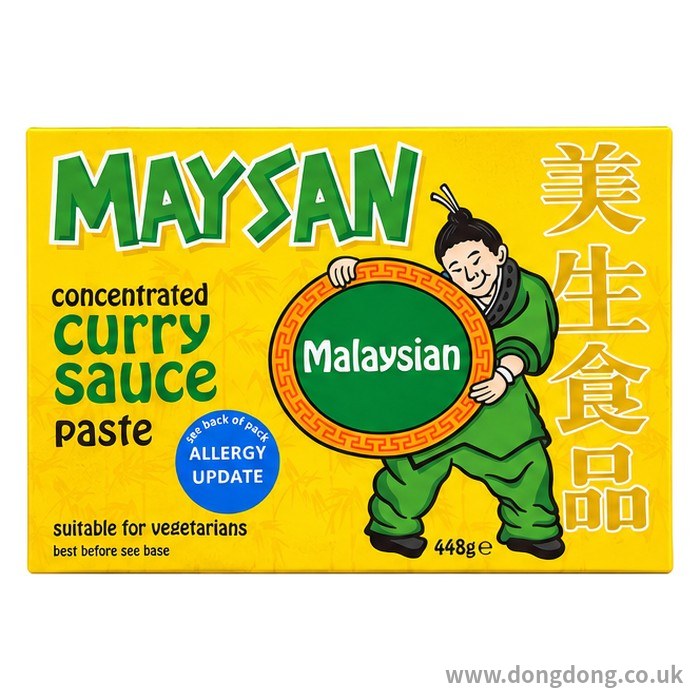 MAYSAN
concentrated
curry
sauce
paste
see back of pack
ALLERGY
UPDATE
suitable for vegetarians
best before see base
Malaysian
448g℮
美
生
食
品
www.dongdong.co.uk